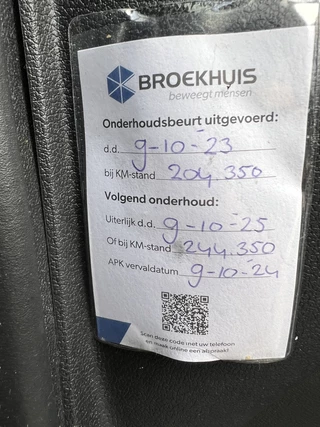 BROEKHUIS
beweegt mensen
Onderhoudsbeurt uitgevoerd:
d.d. 9-10-23
bij KM-stand 204.350
Volgend onderhoud:
Uiterlijk d.d. 9-10-25
Of bij KM-stand 244.350
APK vervaldatum 9-10-24
Scan deze code met uw telefoon
en maak online een afspraak!